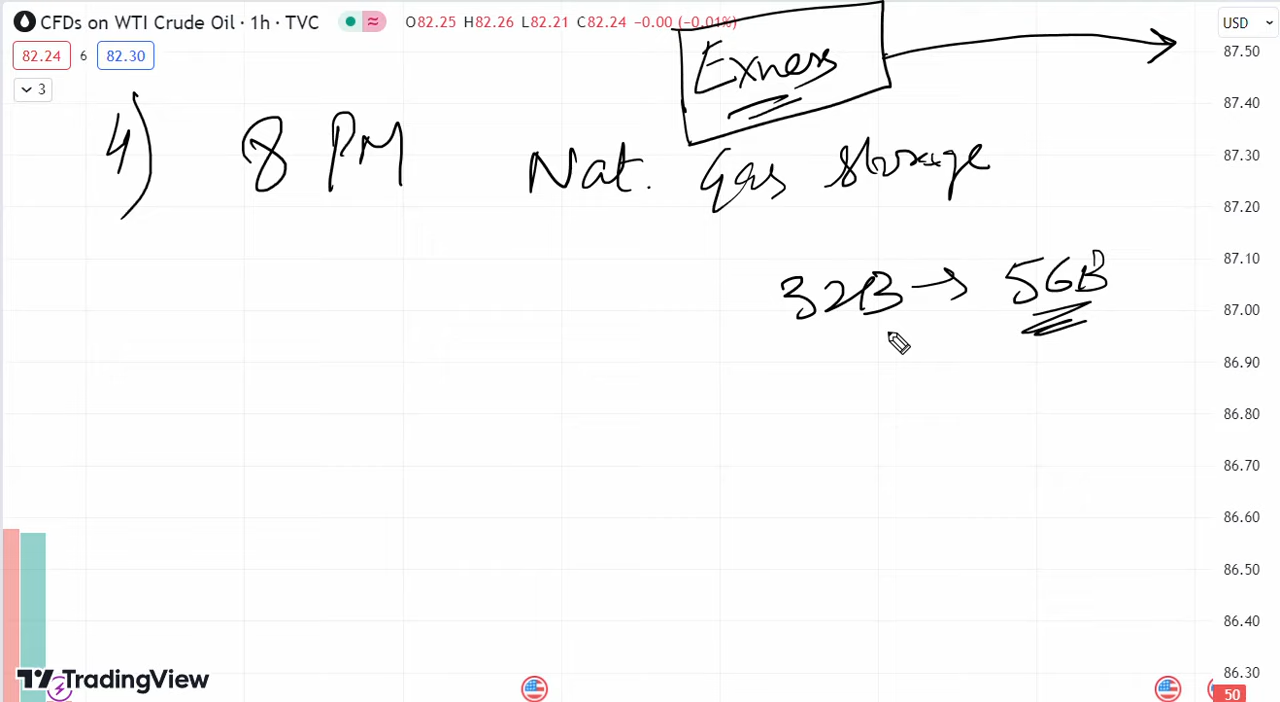 CFDs on WTI Crude Oil · 1h · TVC ≈ O82.25 H82.26 L82.21 C82.24 −0.00 (−0.01%) USD
82.24 6 82.30
3
Exness
4) 8 PM Nat. Gas Storage
32B → 56B
87.50
87.40
87.30
87.20
87.10
87.00
86.90
86.80
86.70
86.60
86.50
86.40
86.30
50
TradingView